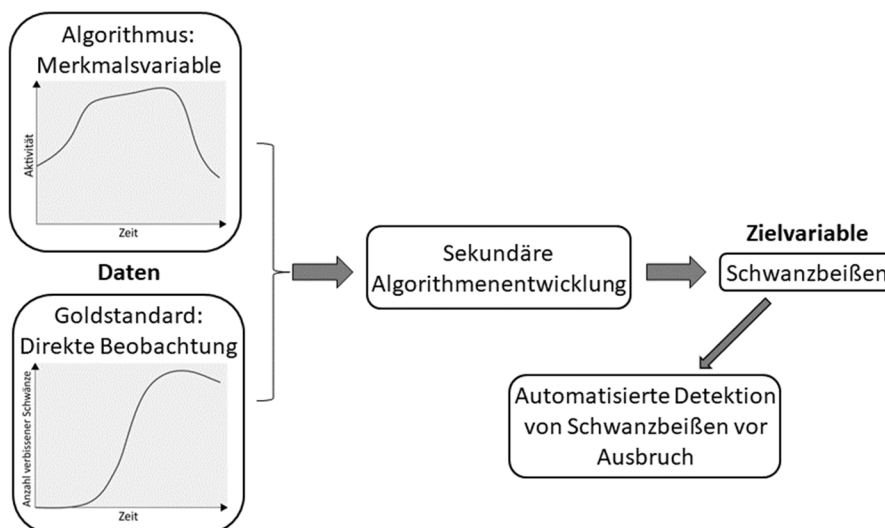 Algorithmus:
Merkmalsvariable
Aktivität
Zeit
Daten
Goldstandard:
Direkte Beobachtung
Anzahl verbissener Schwänze
Zeit
Sekundäre
Algorithmenentwicklung
Zielvariable
Schwanzbeißen
Automatisierte Detektion
von Schwanzbeißen vor
Ausbruch